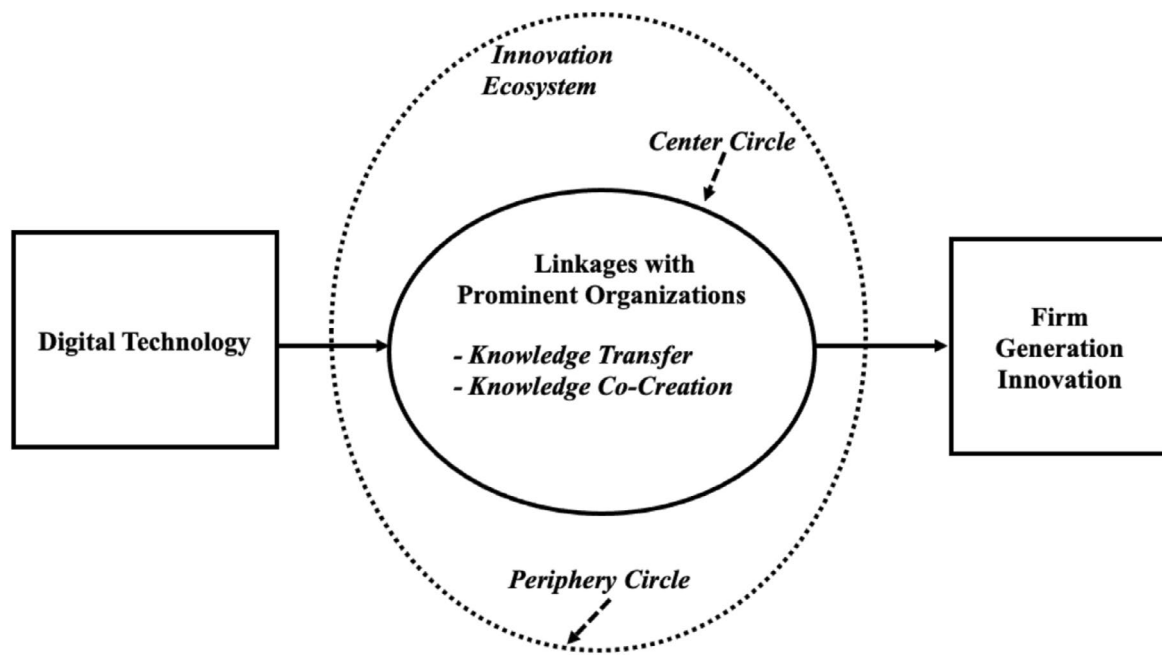 Innovation
Ecosystem
Center Circle
Digital Technology
Linkages with
Prominent Organizations
- Knowledge Transfer
- Knowledge Co-Creation
Firm
Generation
Innovation
Periphery Circle